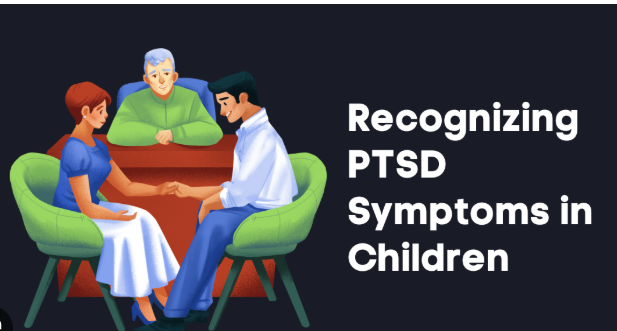 Recognizing
PTSD
Symptoms in
Children